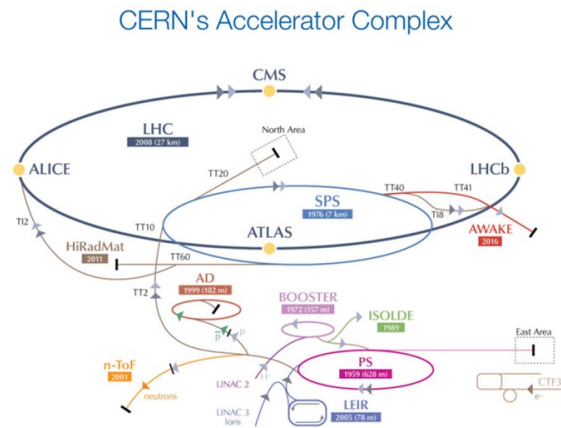 CERN's Accelerator Complex
CMS
LHC
2008 (27 km)
North Area
ALICE
LHCb
TT20
TT40
TT41
SPS
1976 (7 km)
TI2
TT10
ATLAS
TI8
AWAKE
2016
HiRadMat
2011
TT60
AD
1999 (182 m)
TT2
BOOSTER
1972 (157 m)
ISOLDE
1989
p
p
East Area
n-ToF
2001
PS
1959 (628 m)
H-
LINAC 2
neutrons
CTF3
e-
LINAC 3
Ions
LEIR
2005 (78 m)